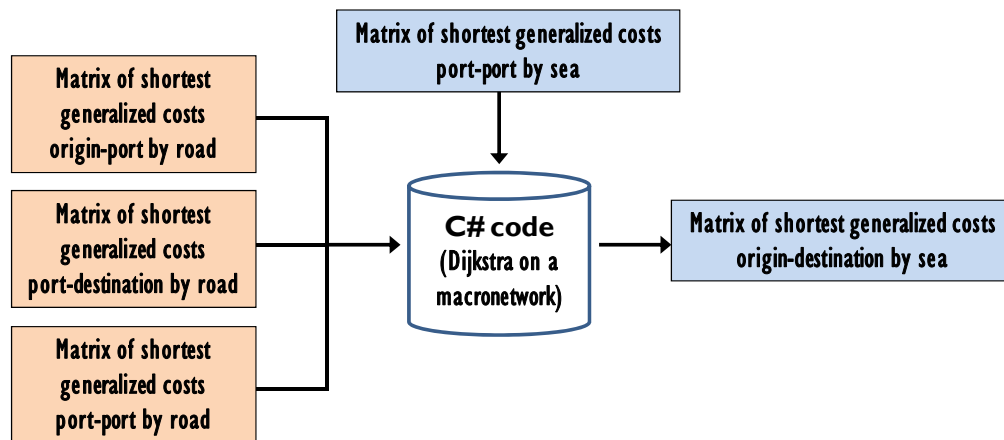 Matrix of shortest generalized costs
port-port by sea
Matrix of shortest
generalized costs
origin-port by road
Matrix of shortest
generalized costs
port-destination by road
Matrix of shortest
generalized costs
port-port by road
C# code
(Dijkstra on a
macronetwork)
Matrix of shortest generalized costs
origin-destination by sea